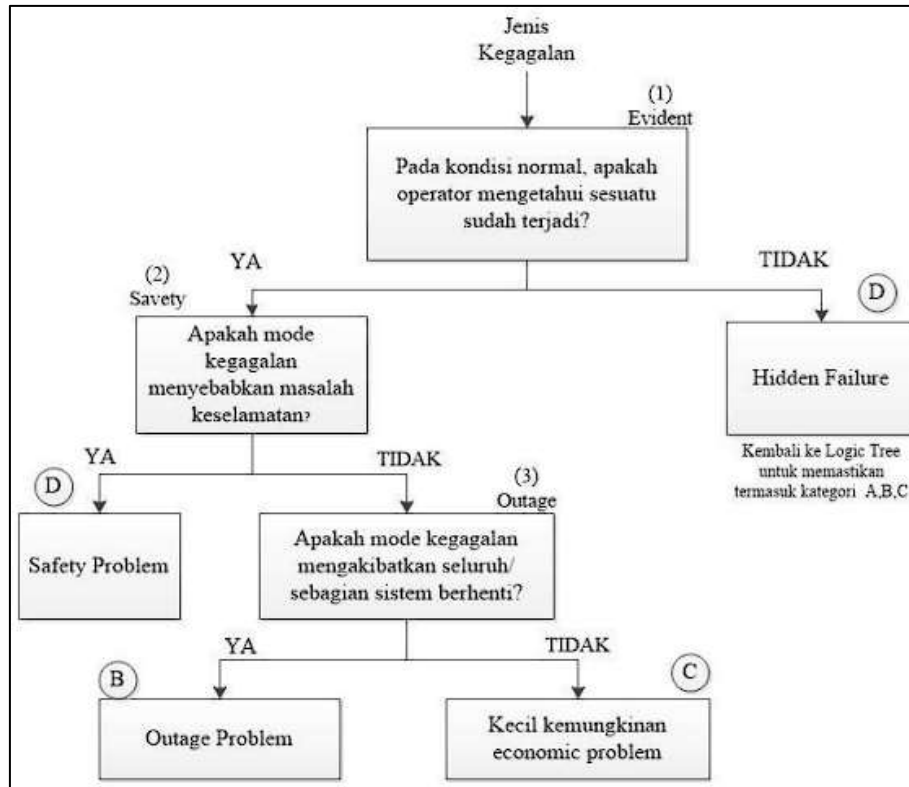 Jenis
Kegagalan
(1)
Evident
Pada kondisi normal, apakah
operator mengetahui sesuatu
sudah terjadi?
YA
TIDAK
(2)
Savety
D
Apakah mode
kegagalan
menyebabkan masalah
keselamatan?
Hidden Failure
Kembali ke Logic Tree
untuk memastikan
termasuk kategori A,B,C
YA
TIDAK
D
(3)
Outage
Safety Problem
Apakah mode kegagalan
mengakibatkan seluruh/
sebagian sistem berhenti?
YA
TIDAK
B
C
Outage Problem
Kecil kemungkinan
economic problem